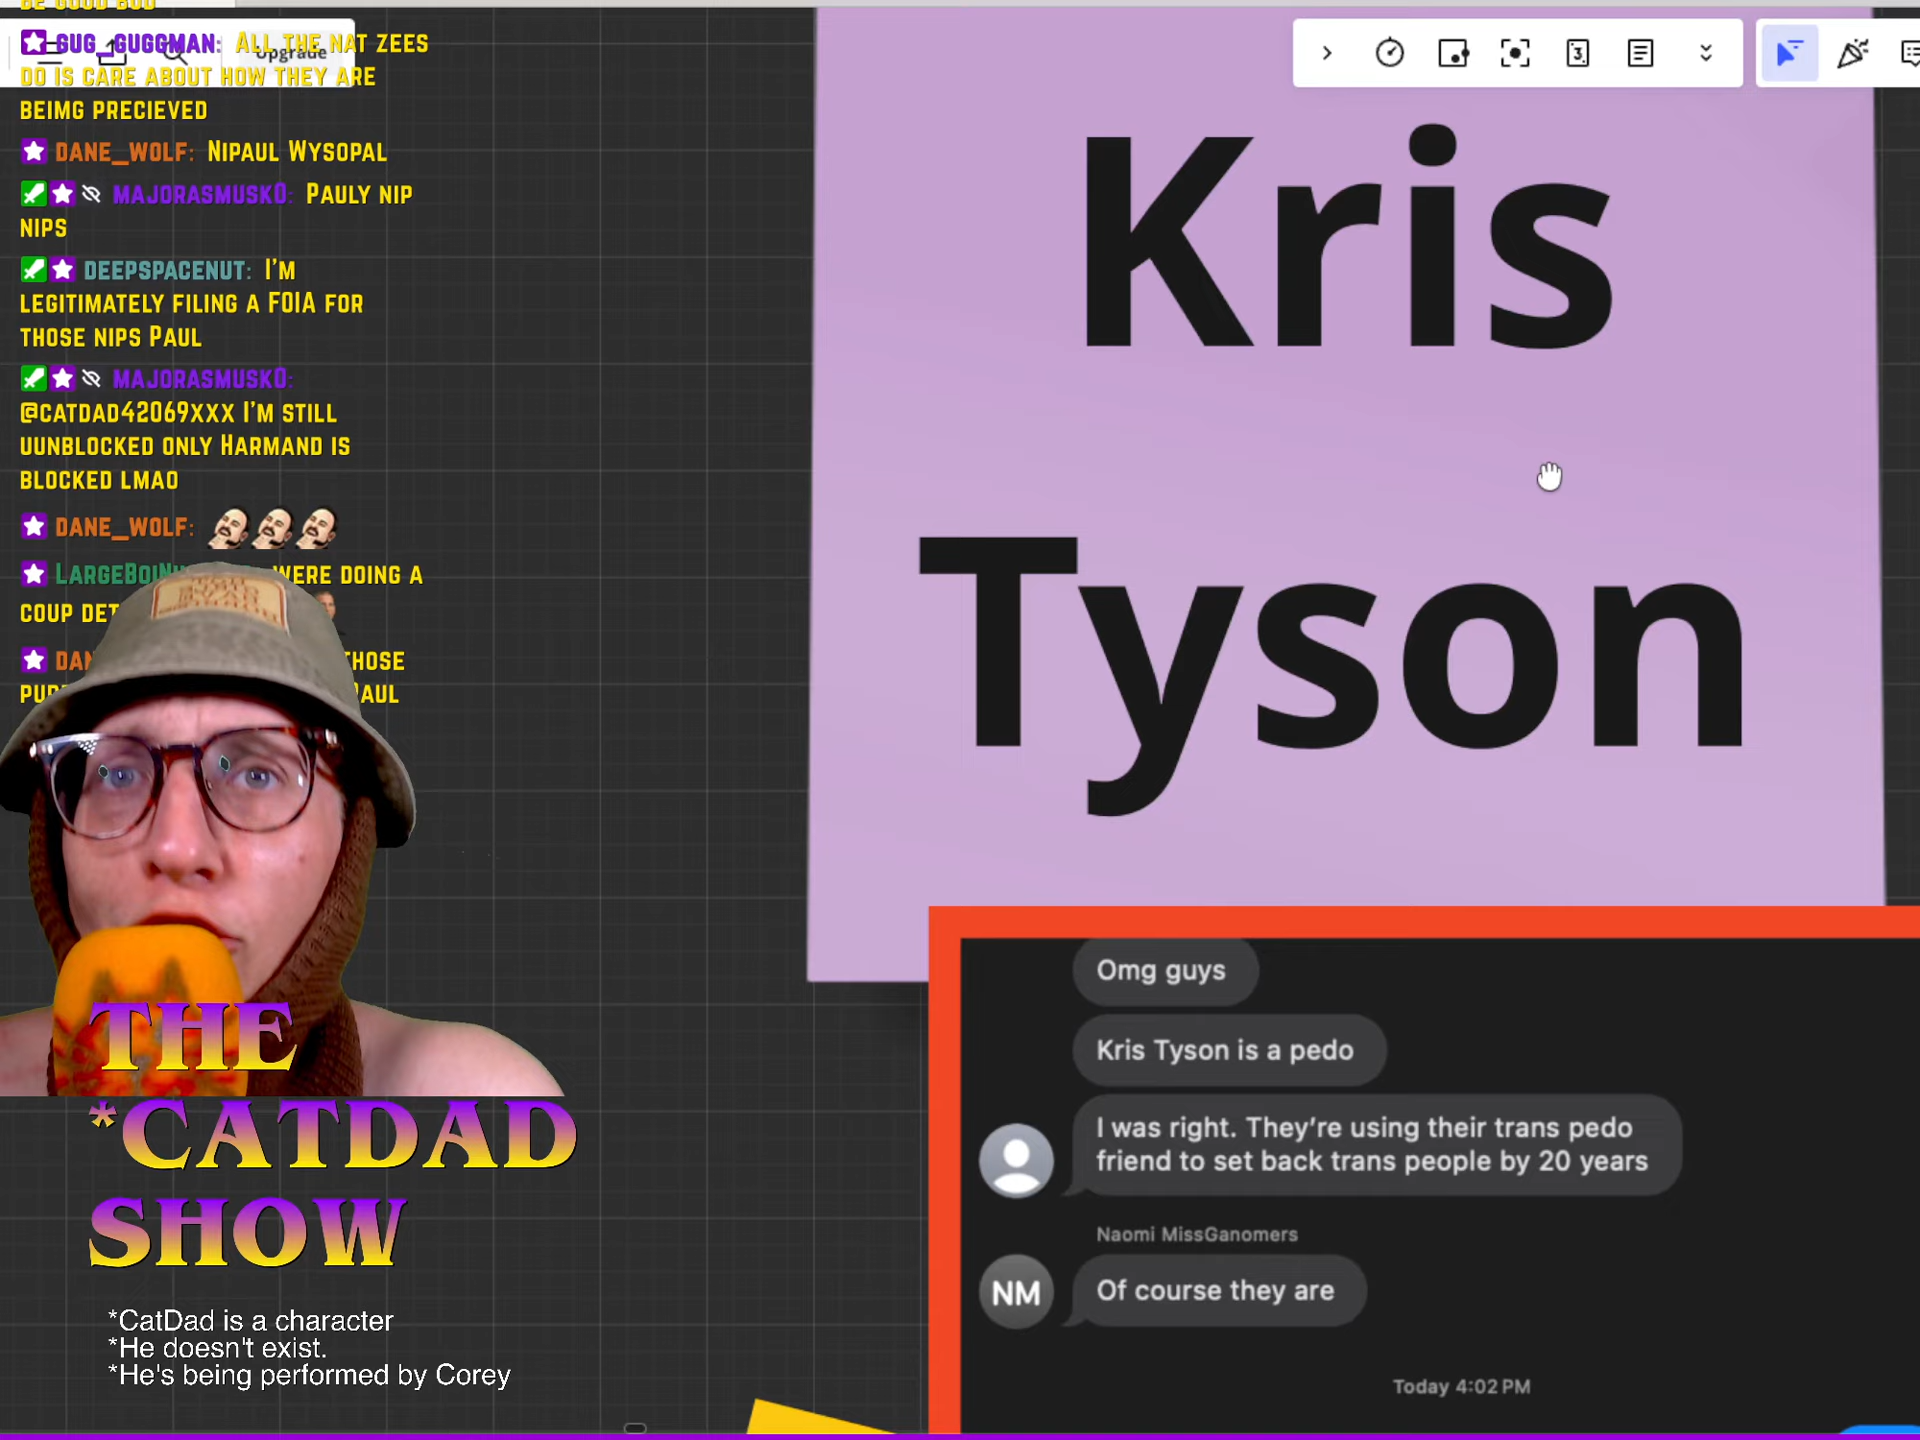 GUG_GUGGMAN: ALL THE NAT ZEES
DO IS CARE ABOUT HOW THEY ARE
BEIMG PRECIEVED
DANE_WOLF: NIPAUL WYSOPAL
MAJORASMUSK0: PAULY NIP
NIPS
DEEPSPACENUT: I'M
LEGITIMATELY FILING A FOIA FOR
THOSE NIPS PAUL
MAJORASMUSK0:
@CATDAD42069XXX I'M STILL
UUNBLOCKED ONLY HARMAND IS
BLOCKED LMAO
DANE_WOLF:
WERE DOING A
COUP
THOSE
Upgrade
3
Kris
Tyson
Omg guys
Kris Tyson is a pedo
I was right. They're using their trans pedo
friend to set back trans people by 20 years
Naomi MissGanomers
NM
Of course they are
Today 4:02 PM
THE
*CATDAD
SHOW
*CatDad is a character
*He doesn't exist.
*He's being performed by Corey